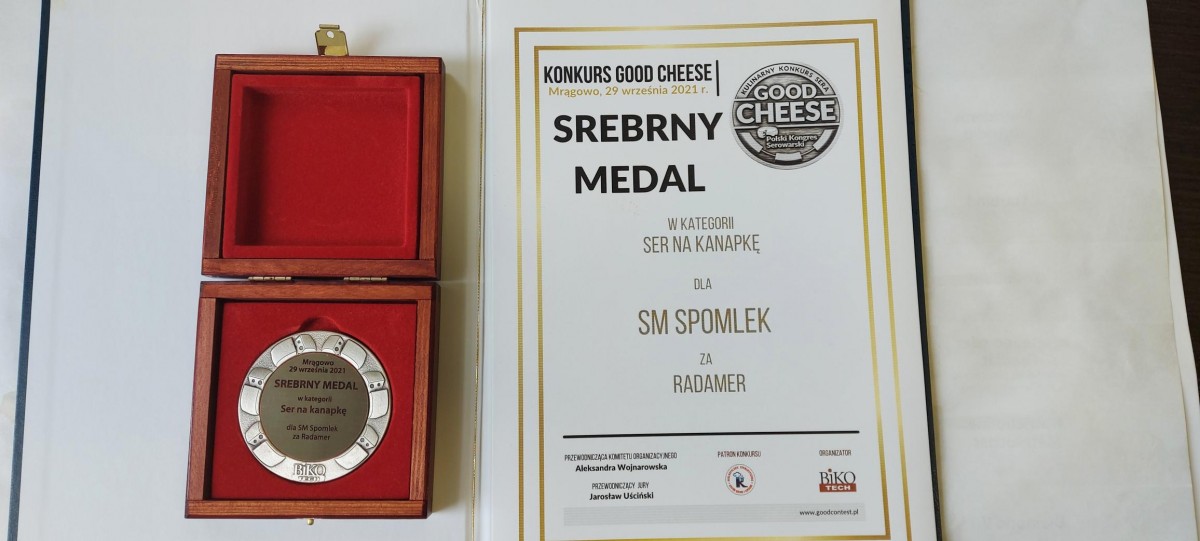 Mrągowo
29 września 2021
SREBRNY MEDAL
w kategorii
Ser na kanapkę
dla SM Spomlek
za Radamer
BIKO
TECH
KONKURS GOOD CHEESE
Mrągowo, 29 września 2021 r.
KULINARNY KONKURS SERA
GOOD
CHEESE
Polski Kongres
Serowarski
SREBRNY
MEDAL
W KATEGORII
SER NA KANAPKĘ
DLA
SM SPOMLEK
ZA
RADAMER
PRZEWODNICZĄCA KOMITETU ORGANIZACYJNEGO
Aleksandra Wojnarowska
PRZEWODNICZĄCY JURY
Jarosław Uściński
PATRON KONKURSU
ORGANIZATOR
BIKO
TECH
www.goodcontest.pl